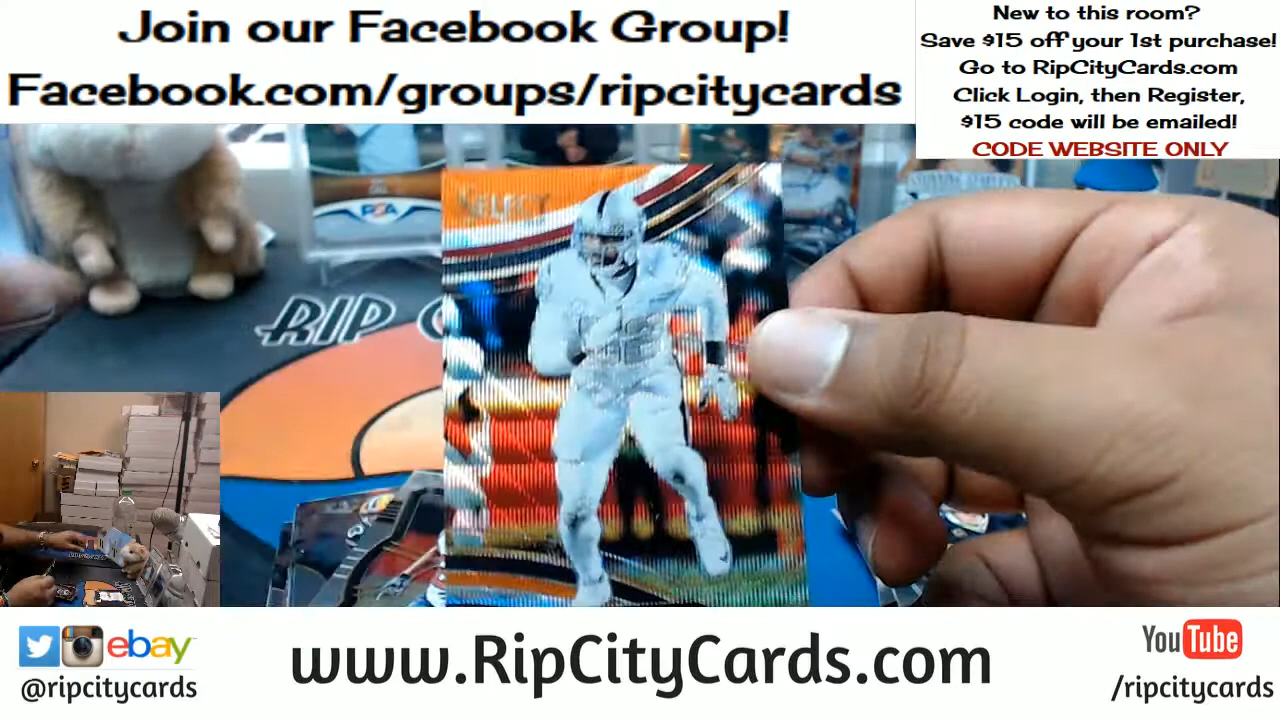 Join our Facebook Group!
Facebook.com/groups/ripcitycards
New to this room?
Save $15 off your 1st purchase!
Go to RipCityCards.com
Click Login, then Register,
$15 code will be emailed!
CODE WEBSITE ONLY
PSA
SELECT
RIP C
ebay
@ripcitycards
www.RipCityCards.com
YouTube
/ripcitycards